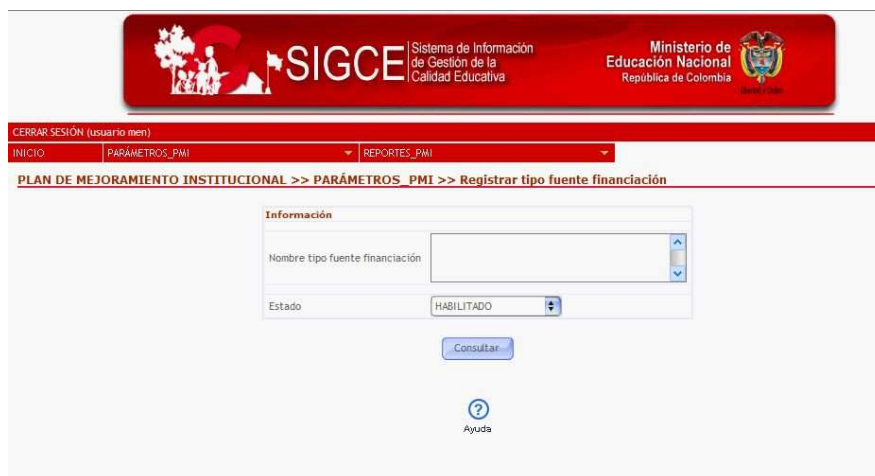 SIGCE
Sistema de Información
de Gestión de la
Calidad Educativa
Ministerio de
Educación Nacional
República de Colombia
CERRAR SESIÓN (usuario men)
INICIO PARÁMETROS_PMI REPORTES_PMI
PLAN DE MEJORAMIENTO INSTITUCIONAL >> PARÁMETROS_PMI >> Registrar tipo fuente financiación
Información
Nombre tipo fuente financiación
Estado HABILITADO
Consultar
?
Ayuda